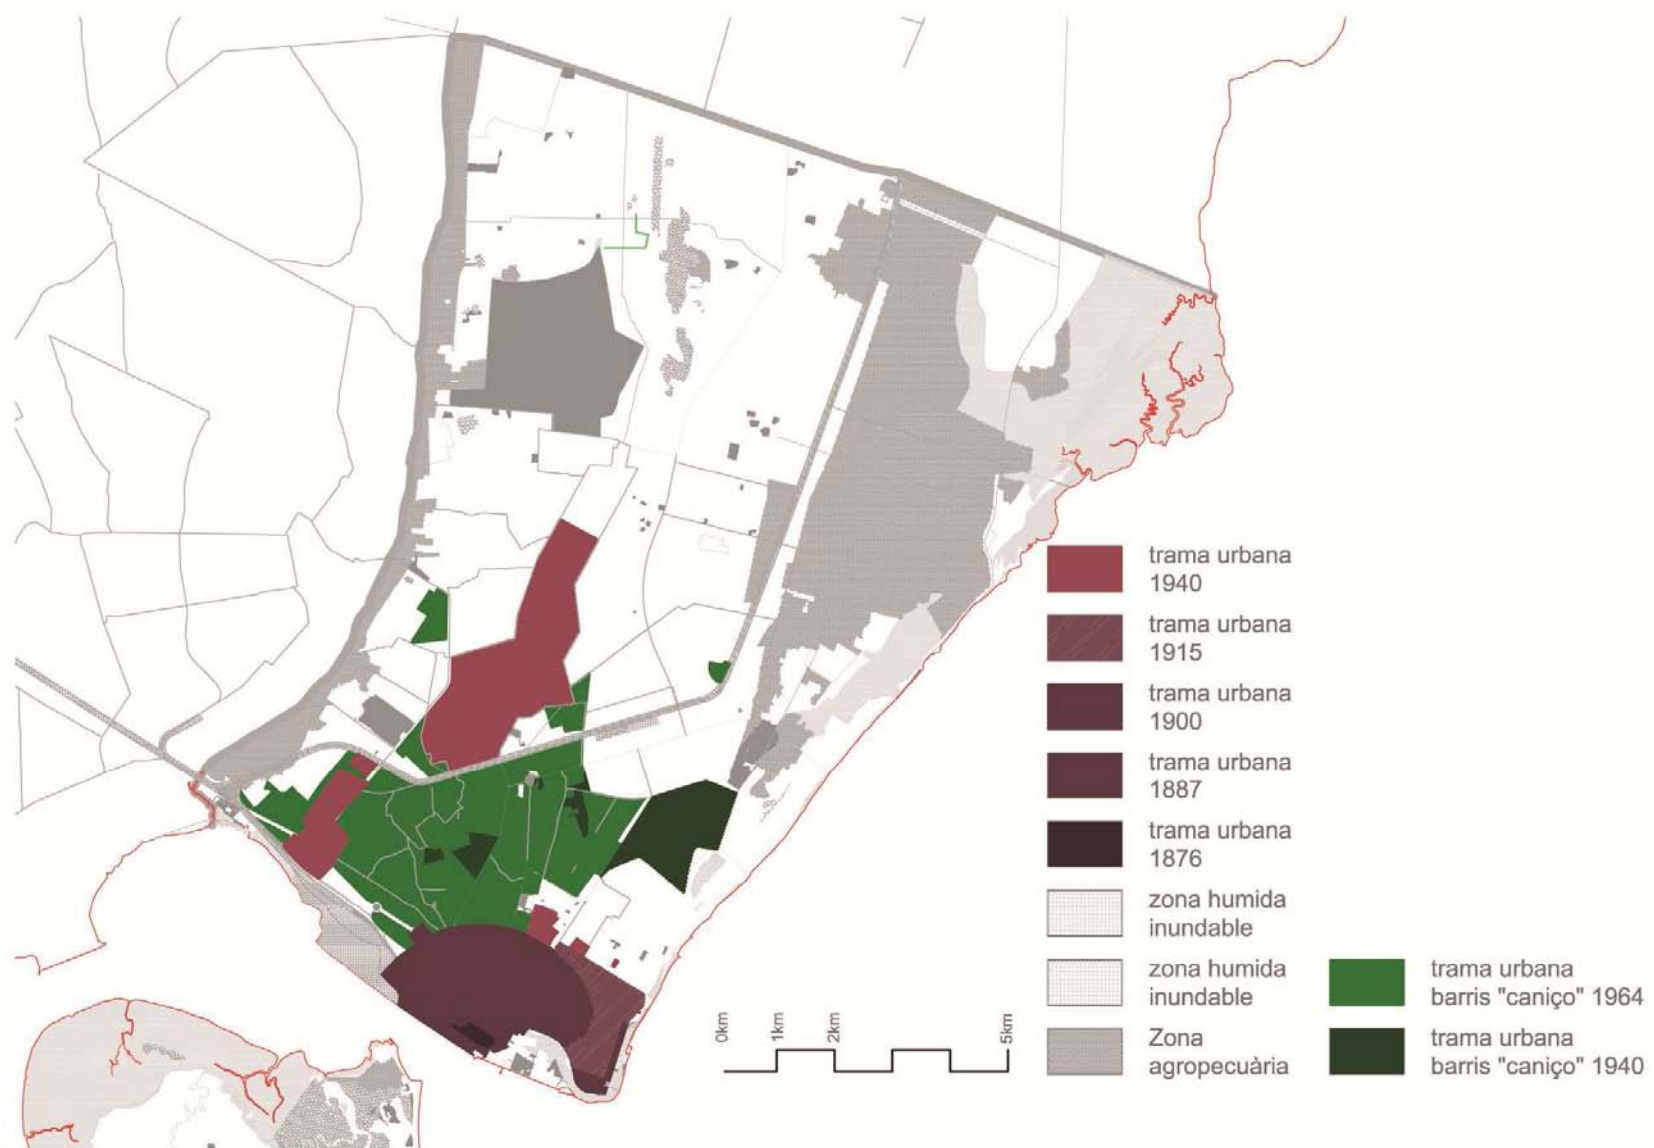 trama urbana
1940
trama urbana
1915
trama urbana
1900
trama urbana
1887
trama urbana
1876
zona humida
inundable
zona humida
inundable
Zona
agropecuària
trama urbana
barris "caniço" 1964
trama urbana
barris "caniço" 1940
0km
1km
2km
5km